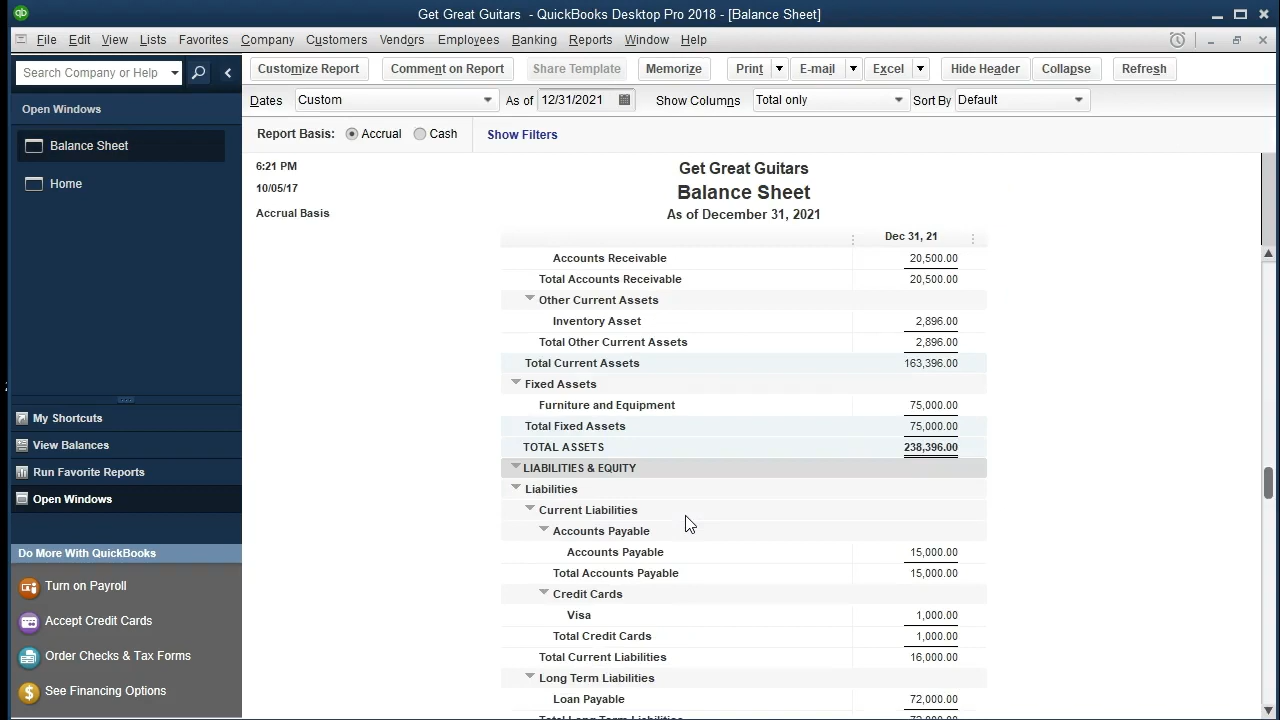 Get Great Guitars - QuickBooks Desktop Pro 2018 - [Balance Sheet]
File Edit View Lists Favorites Company Customers Vendors Employees Banking Reports Window Help
Search Company or Help
Customize Report Comment on Report Share Template Memorize Print E-mail Excel Hide Header Collapse Refresh
Dates Custom As of 12/31/2021 Show Columns Total only Sort By Default
Report Basis: Accrual Cash Show Filters
Open Windows
Balance Sheet
Home
My Shortcuts
View Balances
Run Favorite Reports
Open Windows
Do More With QuickBooks
Turn on Payroll
Accept Credit Cards
Order Checks & Tax Forms
See Financing Options
6:21 PM
10/05/17
Accrual Basis
Get Great Guitars
Balance Sheet
As of December 31, 2021
Dec 31, 21
Accounts Receivable 20,500.00
Total Accounts Receivable 20,500.00
Other Current Assets
Inventory Asset 2,896.00
Total Other Current Assets 2,896.00
Total Current Assets 163,396.00
Fixed Assets
Furniture and Equipment 75,000.00
Total Fixed Assets 75,000.00
TOTAL ASSETS 238,396.00
LIABILITIES & EQUITY
Liabilities
Current Liabilities
Accounts Payable
Accounts Payable 15,000.00
Total Accounts Payable 15,000.00
Credit Cards
Visa 1,000.00
Total Credit Cards 1,000.00
Total Current Liabilities 16,000.00
Long Term Liabilities
Loan Payable 72,000.00
Total Long Term Liabilities 72,000.00